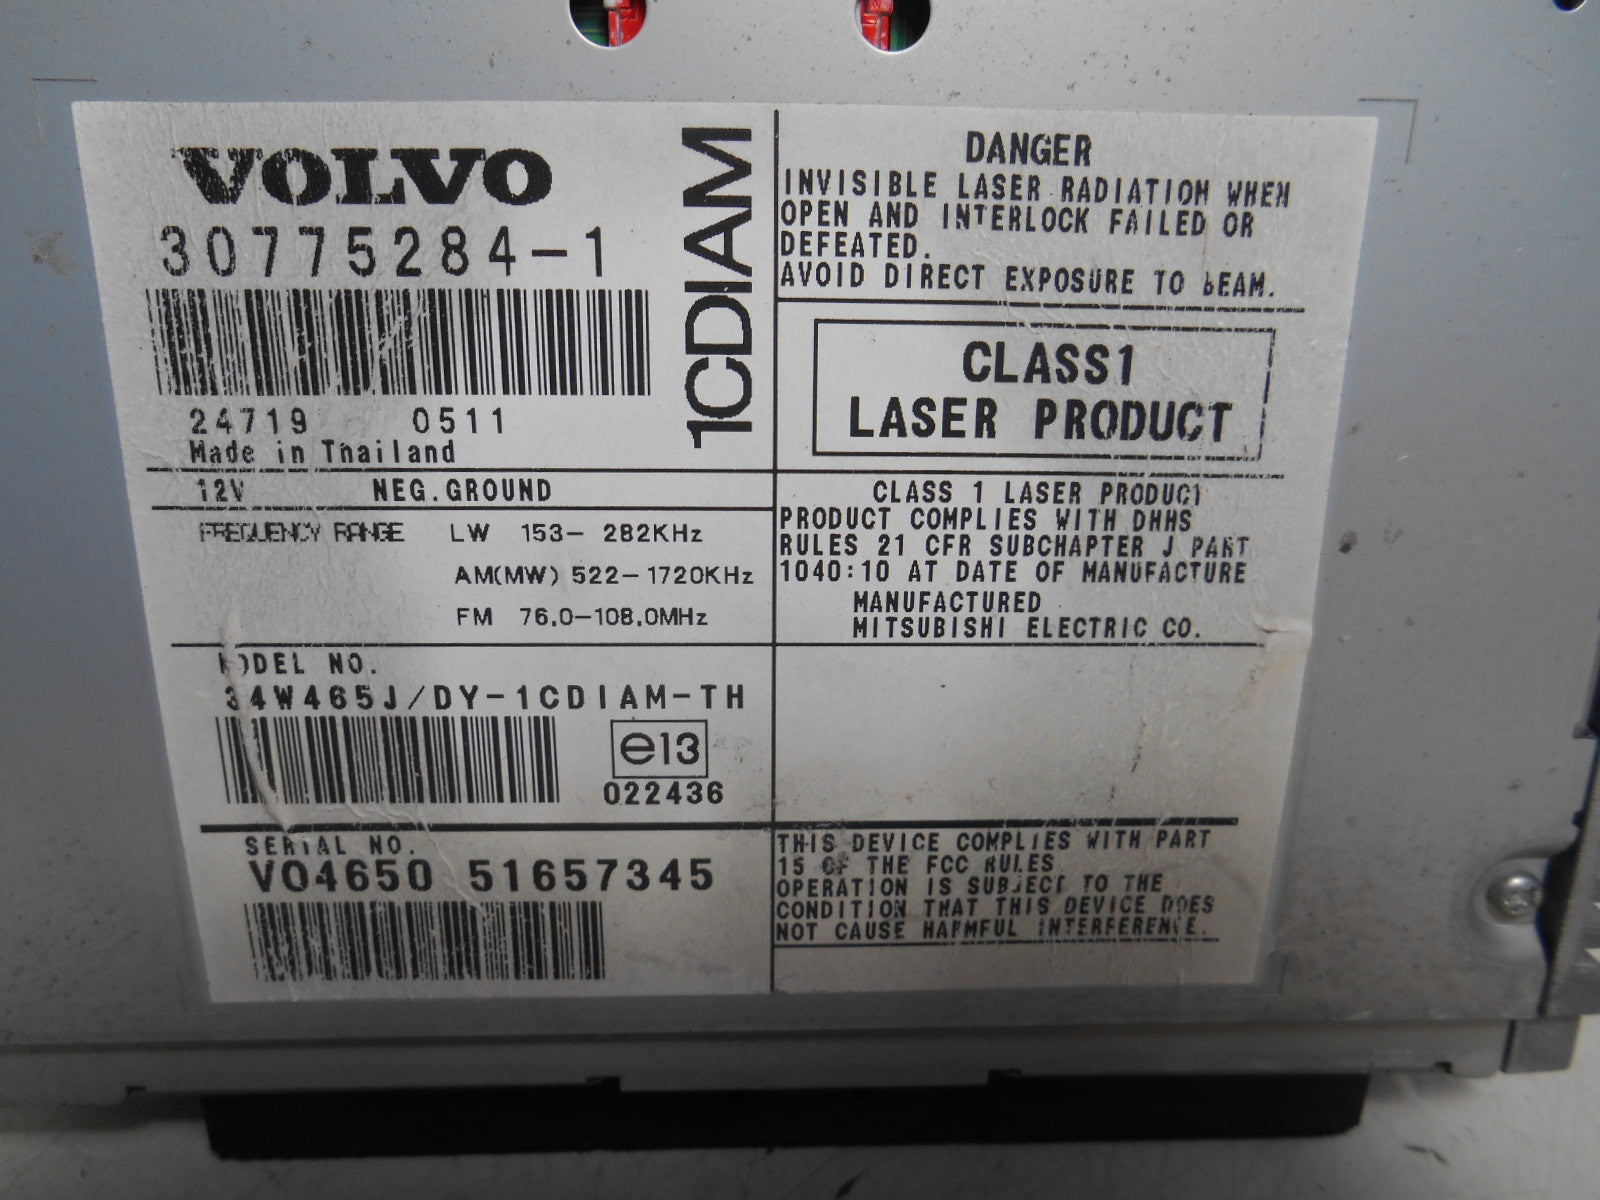 VOLVO
30775284-1
24719 0511
Made in Thailand
1CDIAM
12V NEG.GROUND
FREQUENCY RANGE LW 153- 282KHz
AM(MW) 522-1720KHz
FM 76.0-108.0MHz
MODEL NO.
34W465J/DY-1CDIAM-TH
e13
022436
SERIAL NO.
VO4650 51657345
DANGER
INVISIBLE LASER RADIATION WHEN
OPEN AND INTERLOCK FAILED OR
DEFEATED.
AVOID DIRECT EXPOSURE TO BEAM.
CLASS1
LASER PRODUCT
CLASS 1 LASER PRODUCT
PRODUCT COMPLIES WITH DHHS
RULES 21 CFR SUBCHAPTER J PART
1040:10 AT DATE OF MANUFACTURE
MANUFACTURED
MITSUBISHI ELECTRIC CO.
THIS DEVICE COMPLIES WITH PART
15 OF THE FCC RULES
OPERATION IS SUBJECT TO THE
CONDITION THAT THIS DEVICE DOES
NOT CAUSE HARMFUL INTERFERENCE.